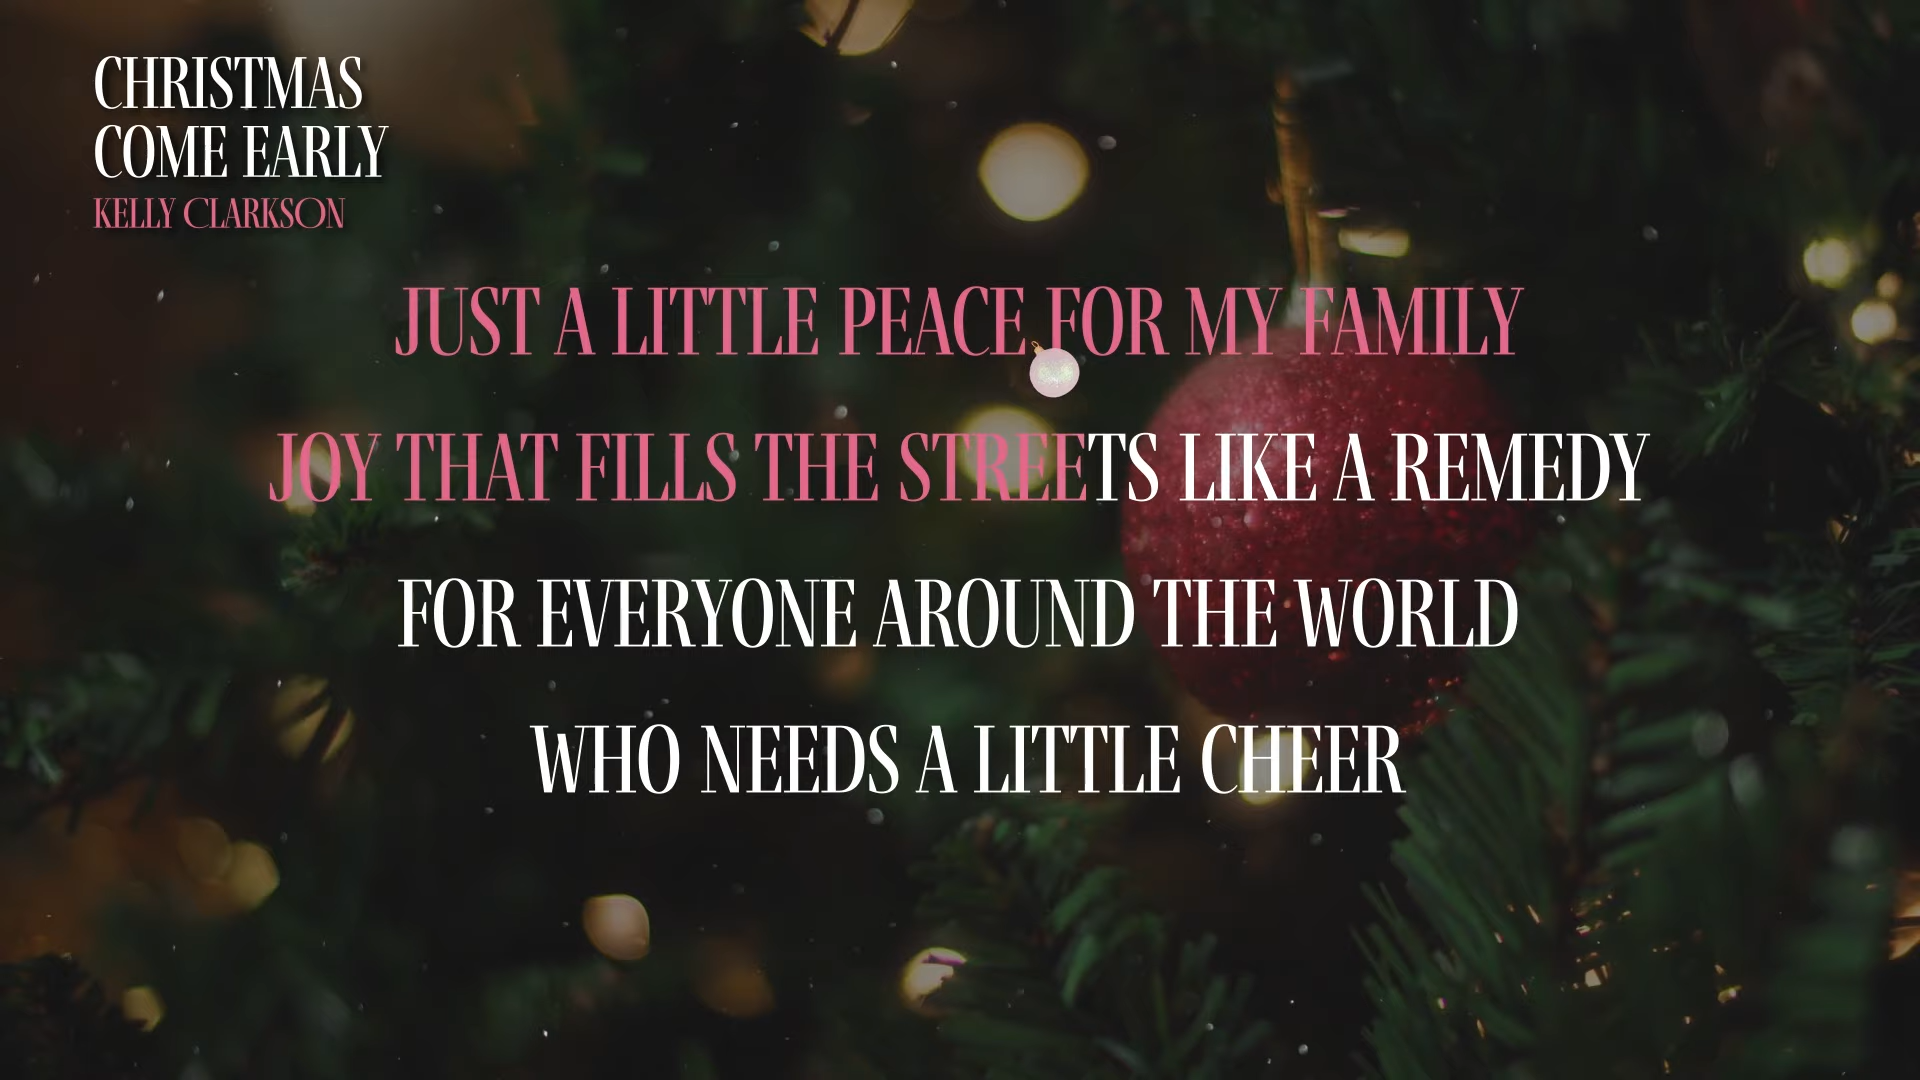 CHRISTMAS
COME EARLY
KELLY CLARKSON
JUST A LITTLE PEACE FOR MY FAMILY
JOY THAT FILLS THE STREETS LIKE A REMEDY
FOR EVERYONE AROUND THE WORLD
WHO NEEDS A LITTLE CHEER